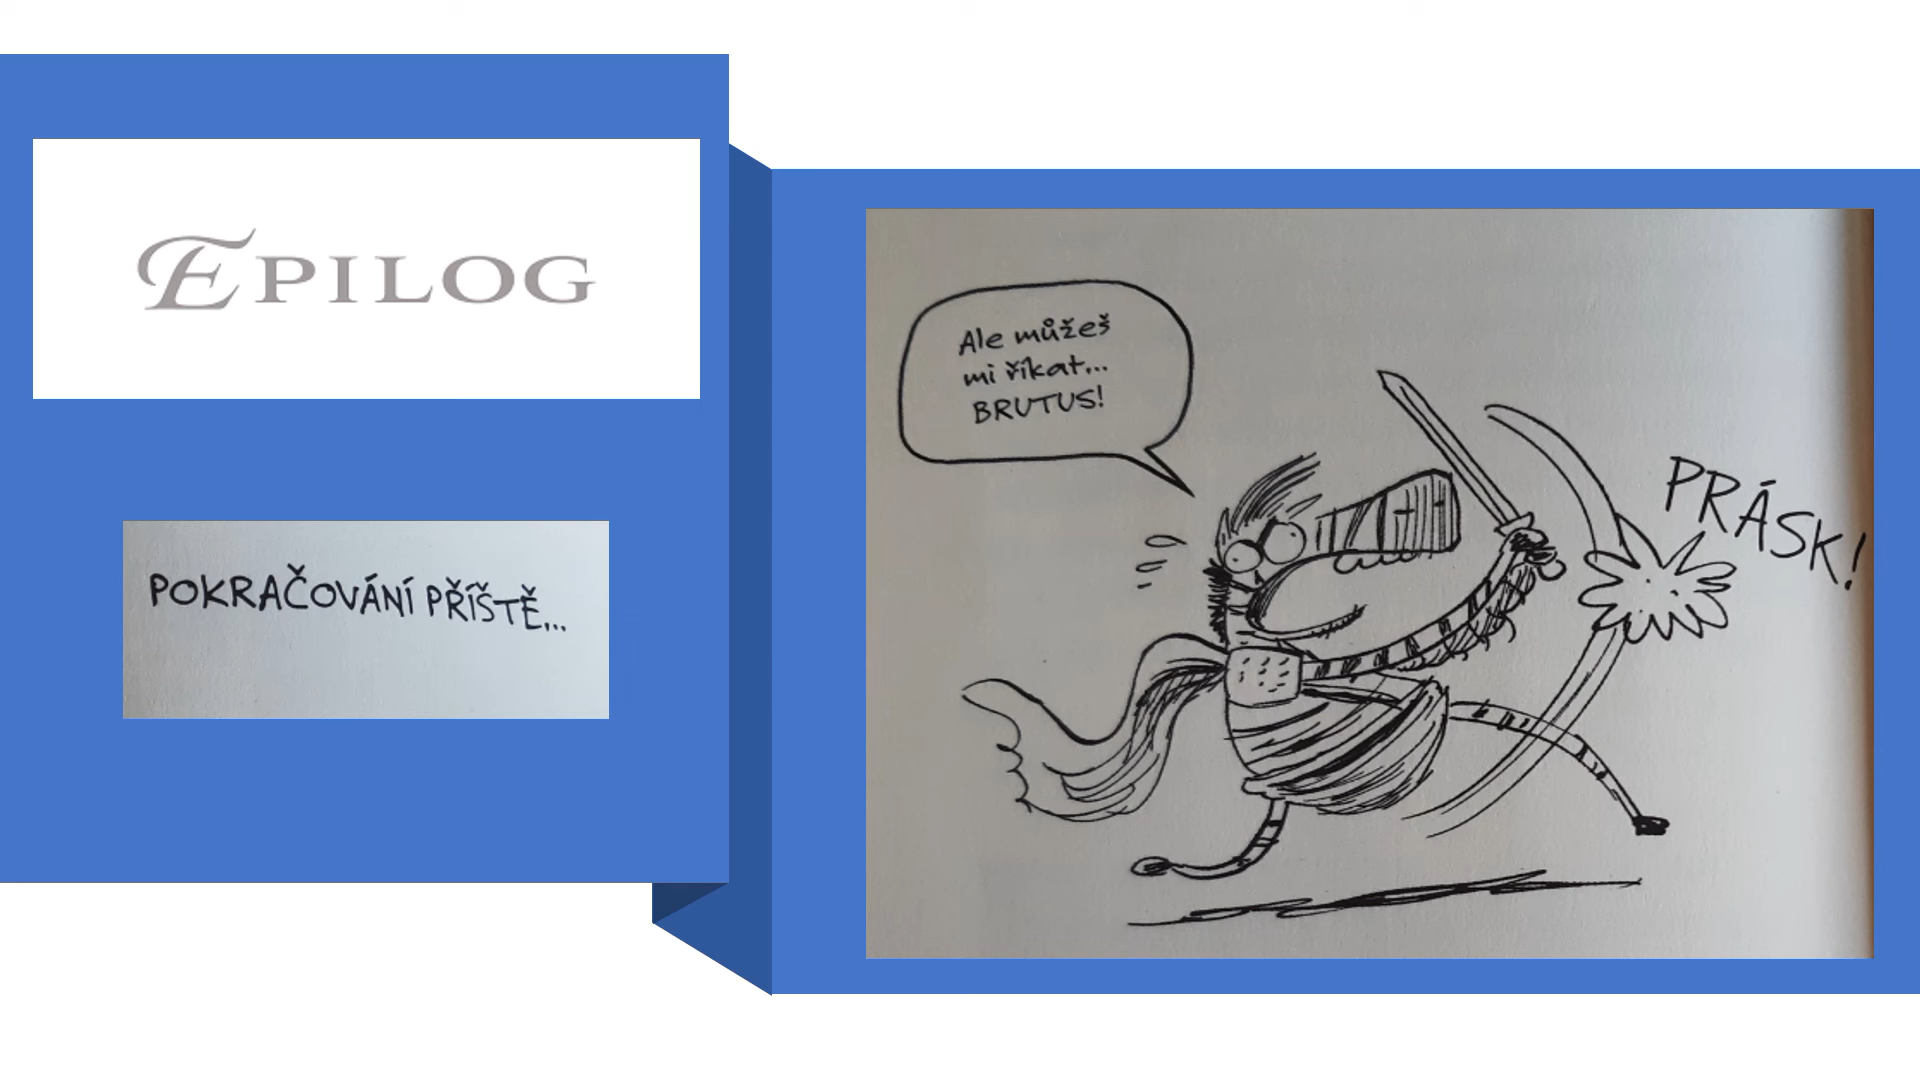 EPILOG
POKRAČOVÁNÍ PŘÍŠTĚ...
Ale můžeš
mi říkat...
BRUTUS!
PRÁSK!